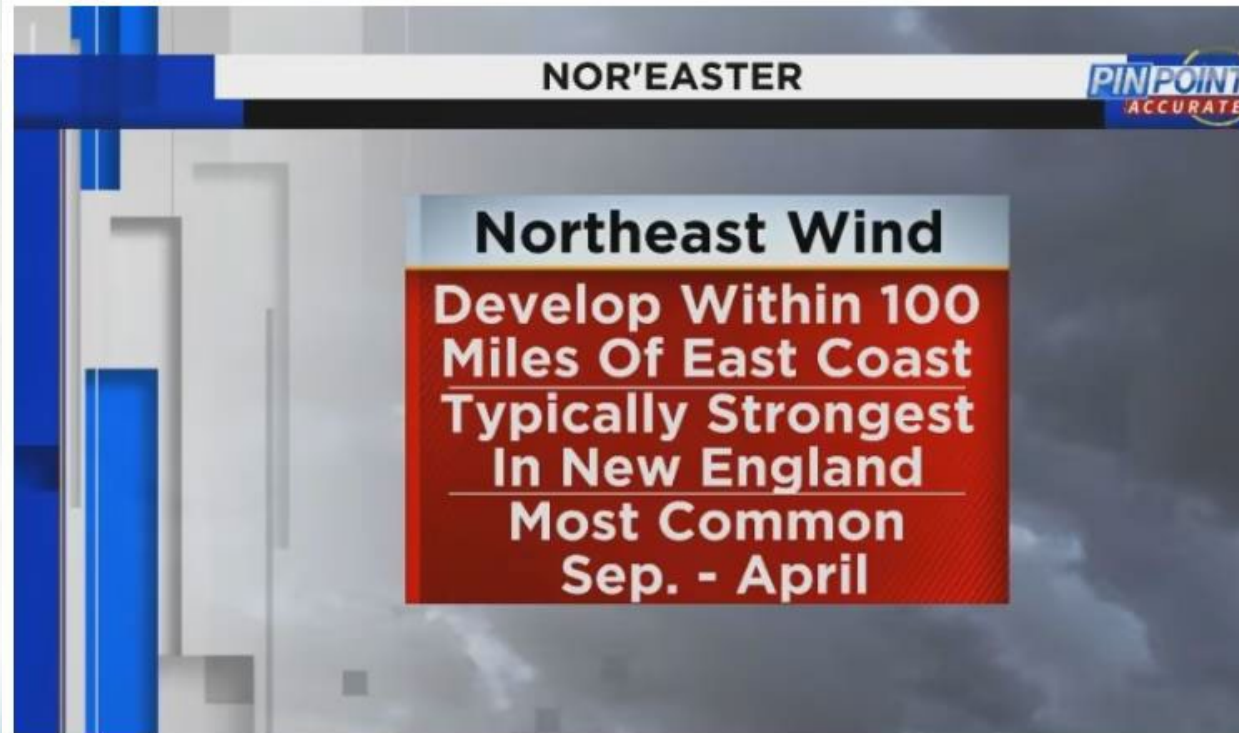 NOR'EASTER
PINPOINT
ACCURATE
Northeast Wind
Develop Within 100
Miles Of East Coast
Typically Strongest
In New England
Most Common
Sep. - April